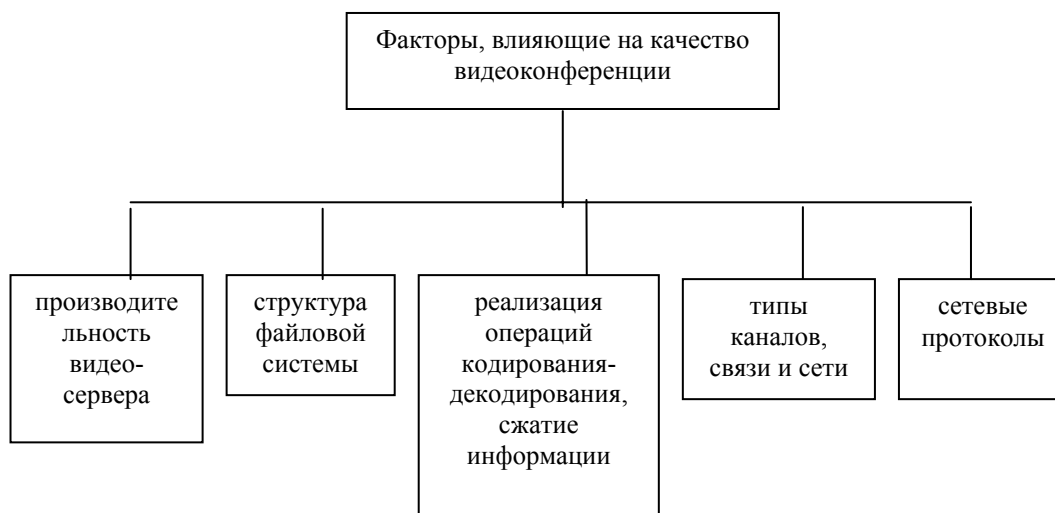 Факторы, влияющие на качество
видеоконференции
производите
льность
видео-
сервера
структура
файловой
системы
реализация
операций
кодирования-
декодирования,
сжатие
информации
типы
каналов,
связи и сети
сетевые
протоколы